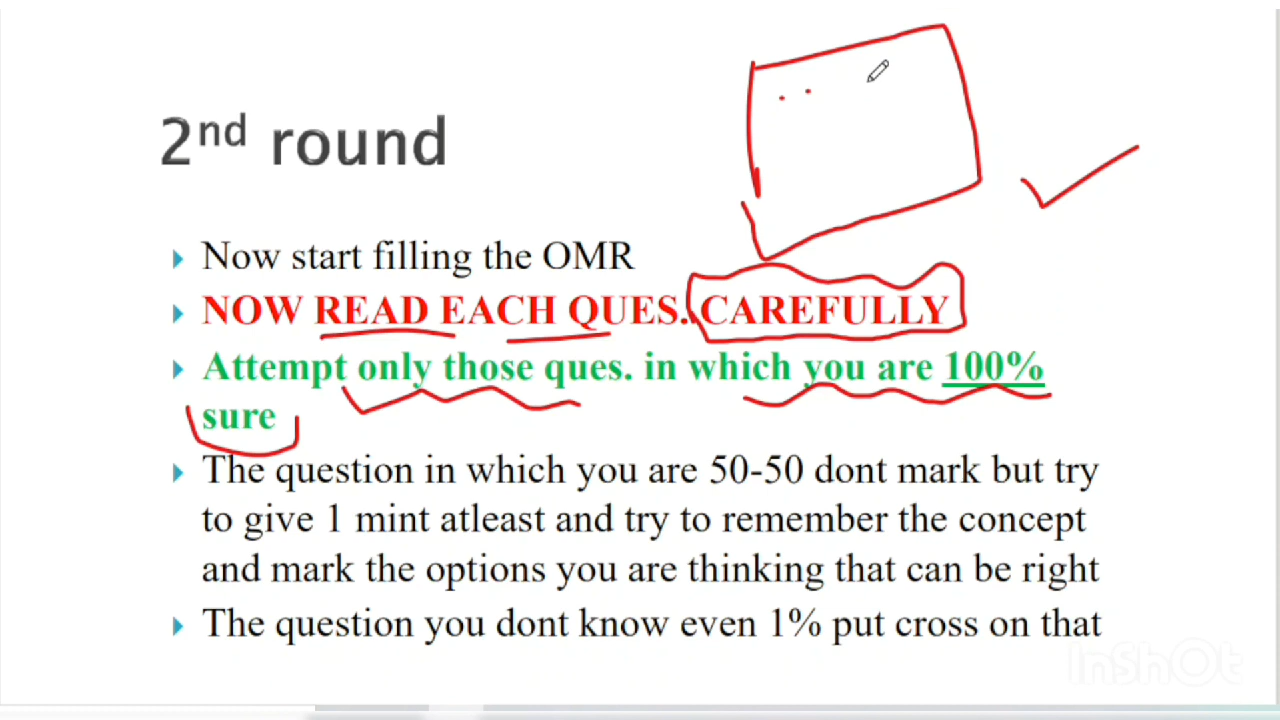 2nd round
Now start filling the OMR
NOW READ EACH QUES..CAREFULLY
Attempt only those ques. in which you are 100%
sure
The question in which you are 50-50 dont mark but try
to give 1 mint atleast and try to remember the concept
and mark the options you are thinking that can be right
The question you dont know even 1% put cross on that
InShOt